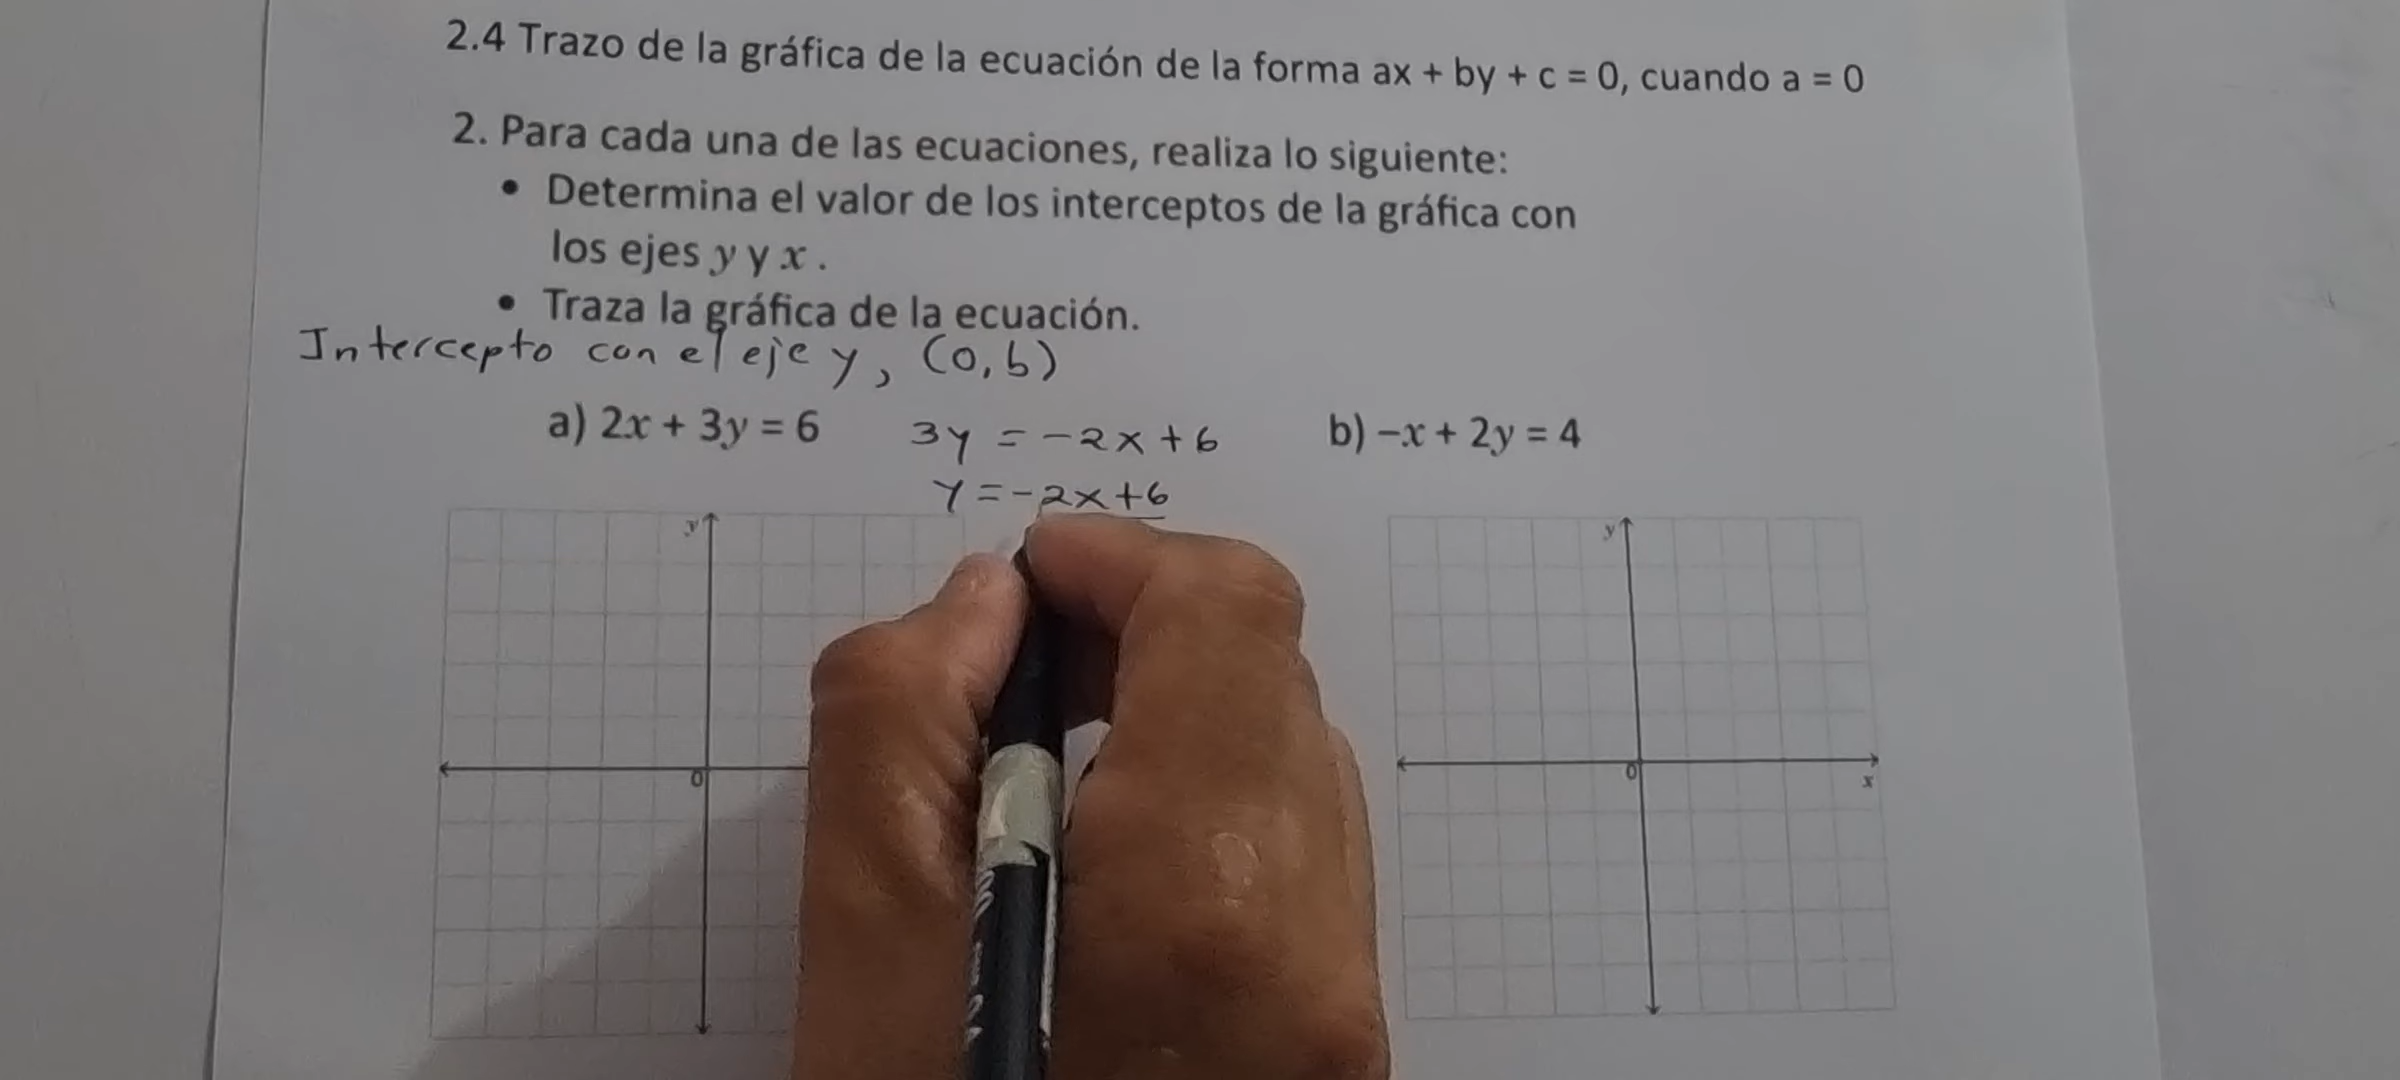 2.4 Trazo de la gráfica de la ecuación de la forma ax + by + c = 0, cuando a = 0
2. Para cada una de las ecuaciones, realiza lo siguiente:
• Determina el valor de los interceptos de la gráfica con
los ejes y y x .
• Traza la gráfica de la ecuación.
Intercepto con el eje y, (0,b)
a) 2x + 3y = 6
3y = -2x+6
b) –x + 2y = 4
y = -2x+6
y
y
0
0
x